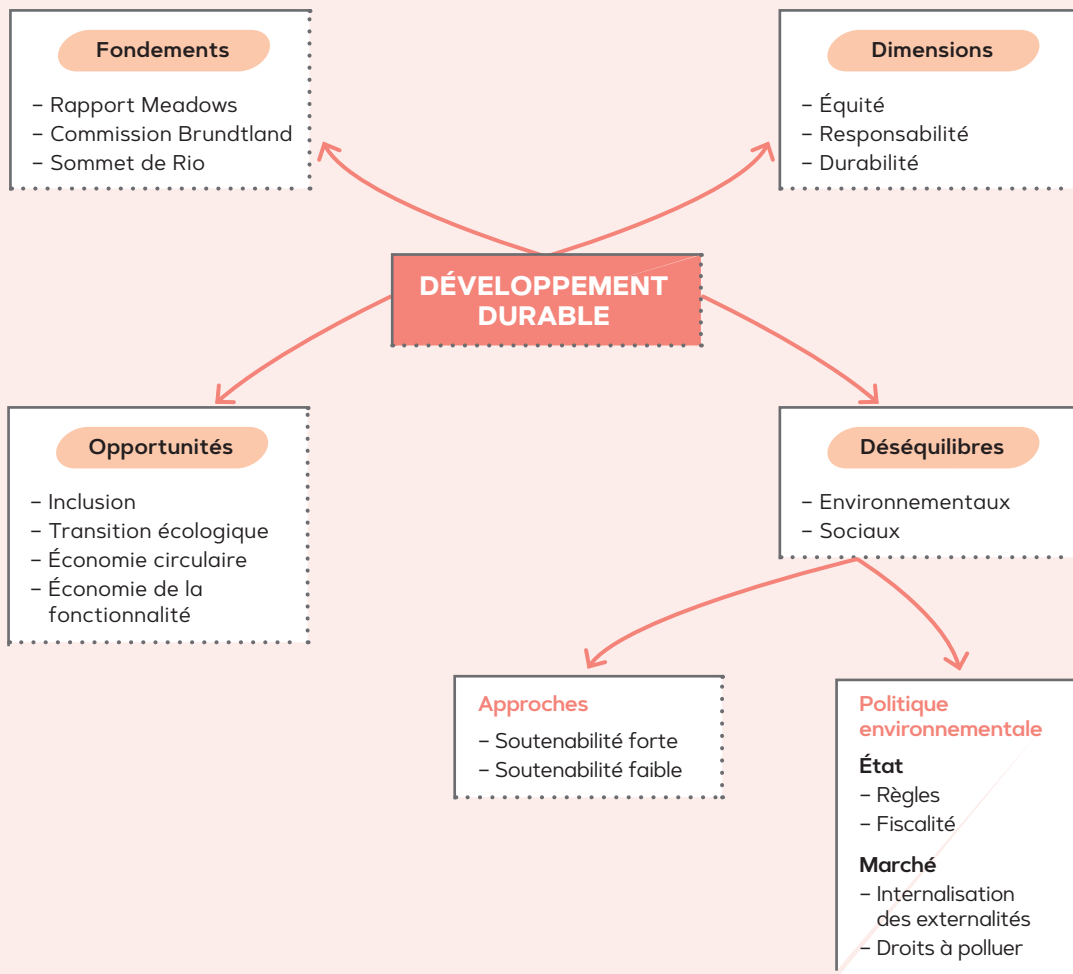 Fondements
– Rapport Meadows
– Commission Brundtland
– Sommet de Rio
Dimensions
– Équité
– Responsabilité
– Durabilité
DÉVELOPPEMENT
DURABLE
Opportunités
– Inclusion
– Transition écologique
– Économie circulaire
– Économie de la
fonctionnalité
Déséquilibres
– Environnementaux
– Sociaux
Approches
– Soutenabilité forte
– Soutenabilité faible
Politique
environnementale
État
– Règles
– Fiscalité
Marché
– Internalisation
des externalités
– Droits à polluer